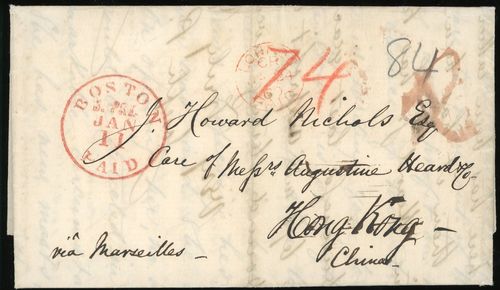 BOSTON
JAN
11
PAID
74
84
J. Howard Nichols Esq
Care of Messrs Augustine Heard & Co
Hong Kong
China
via Marseilles